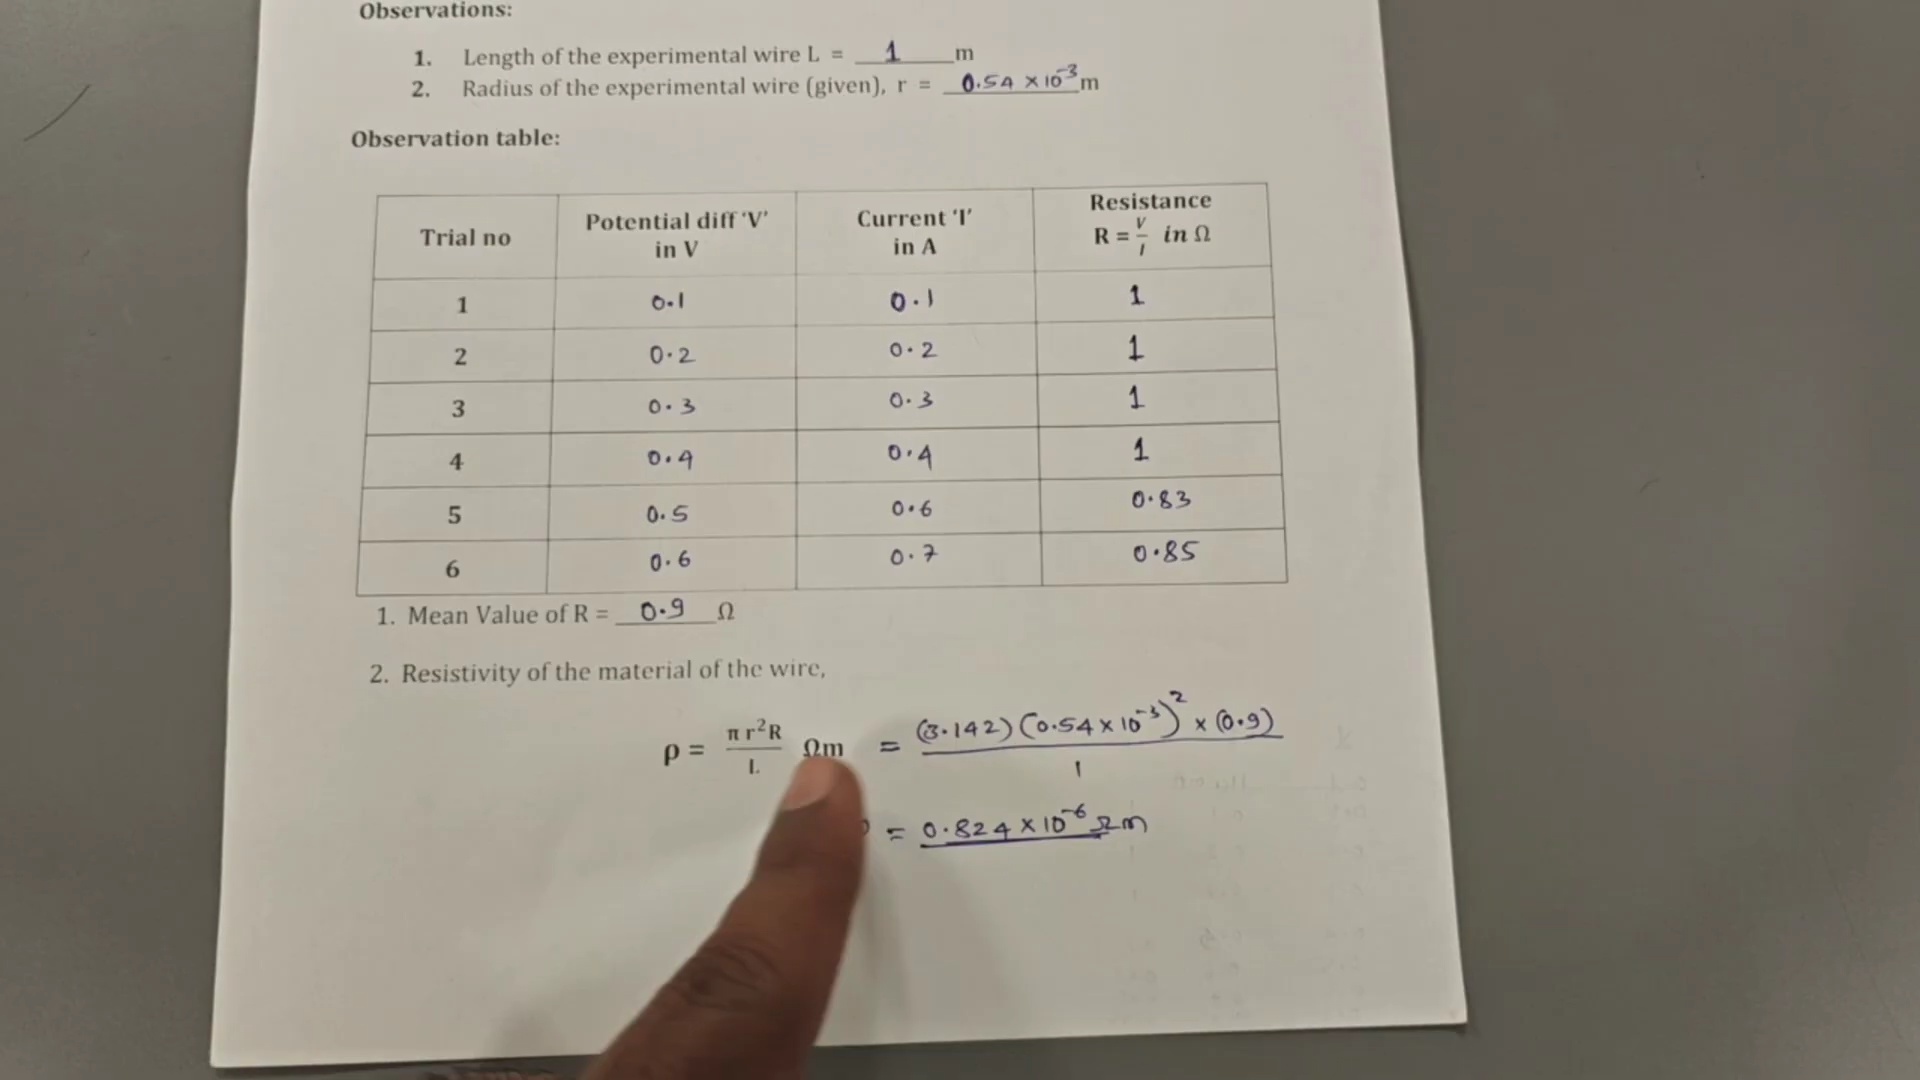 Observations:
1. Length of the experimental wire L = 1 m
2. Radius of the experimental wire (given), r = 0.54 × 10⁻³ m
Observation table:
Trial no | Potential diff 'V' in V | Current 'I' in A | Resistance R = V/I in Ω
1 | 0.1 | 0.1 | 1
2 | 0.2 | 0.2 | 1
3 | 0.3 | 0.3 | 1
4 | 0.4 | 0.4 | 1
5 | 0.5 | 0.6 | 0.83
6 | 0.6 | 0.7 | 0.85
1. Mean Value of R = 0.9 Ω
2. Resistivity of the material of the wire,
ρ = π r²R / L Ωm = (3.142) (0.54 × 10⁻³)² × (0.9) / 1
= 0.824 × 10⁻⁶ Ωm